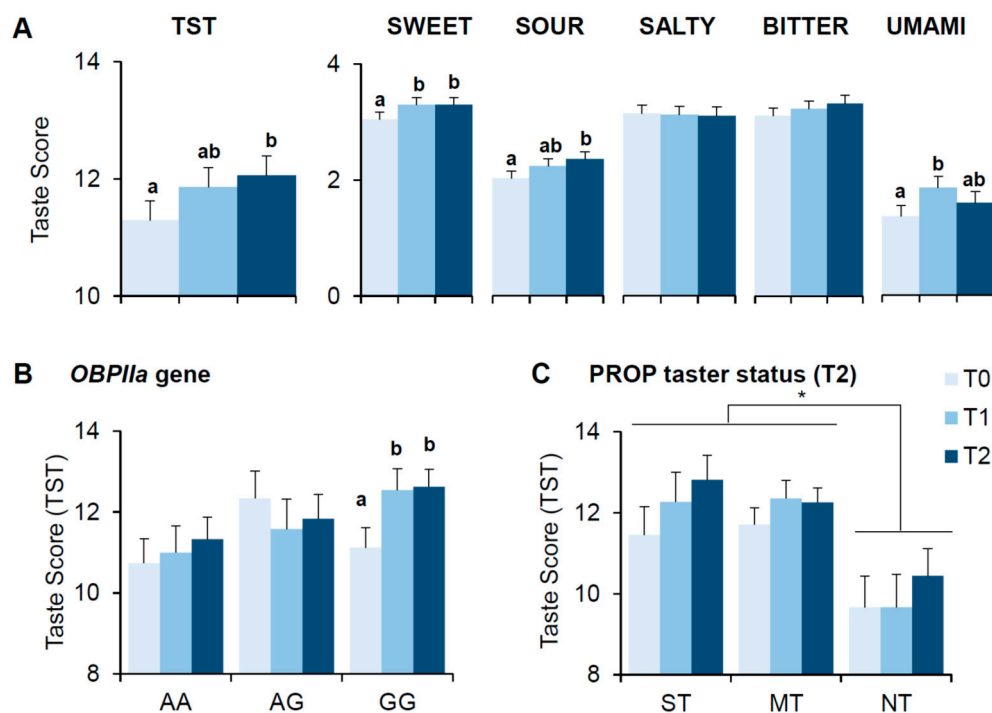 A
TST SWEET SOUR SALTY BITTER UMAMI
Taste Score
14
12
10
a ab b
4
2
0
a b b
a ab b
a b ab
B OBPIIa gene
Taste Score (TST)
14
12
10
8
a b b
AA AG GG
C PROP taster status (T2)
*
T0
T1
T2
Taste Score (TST)
14
12
10
8
ST MT NT